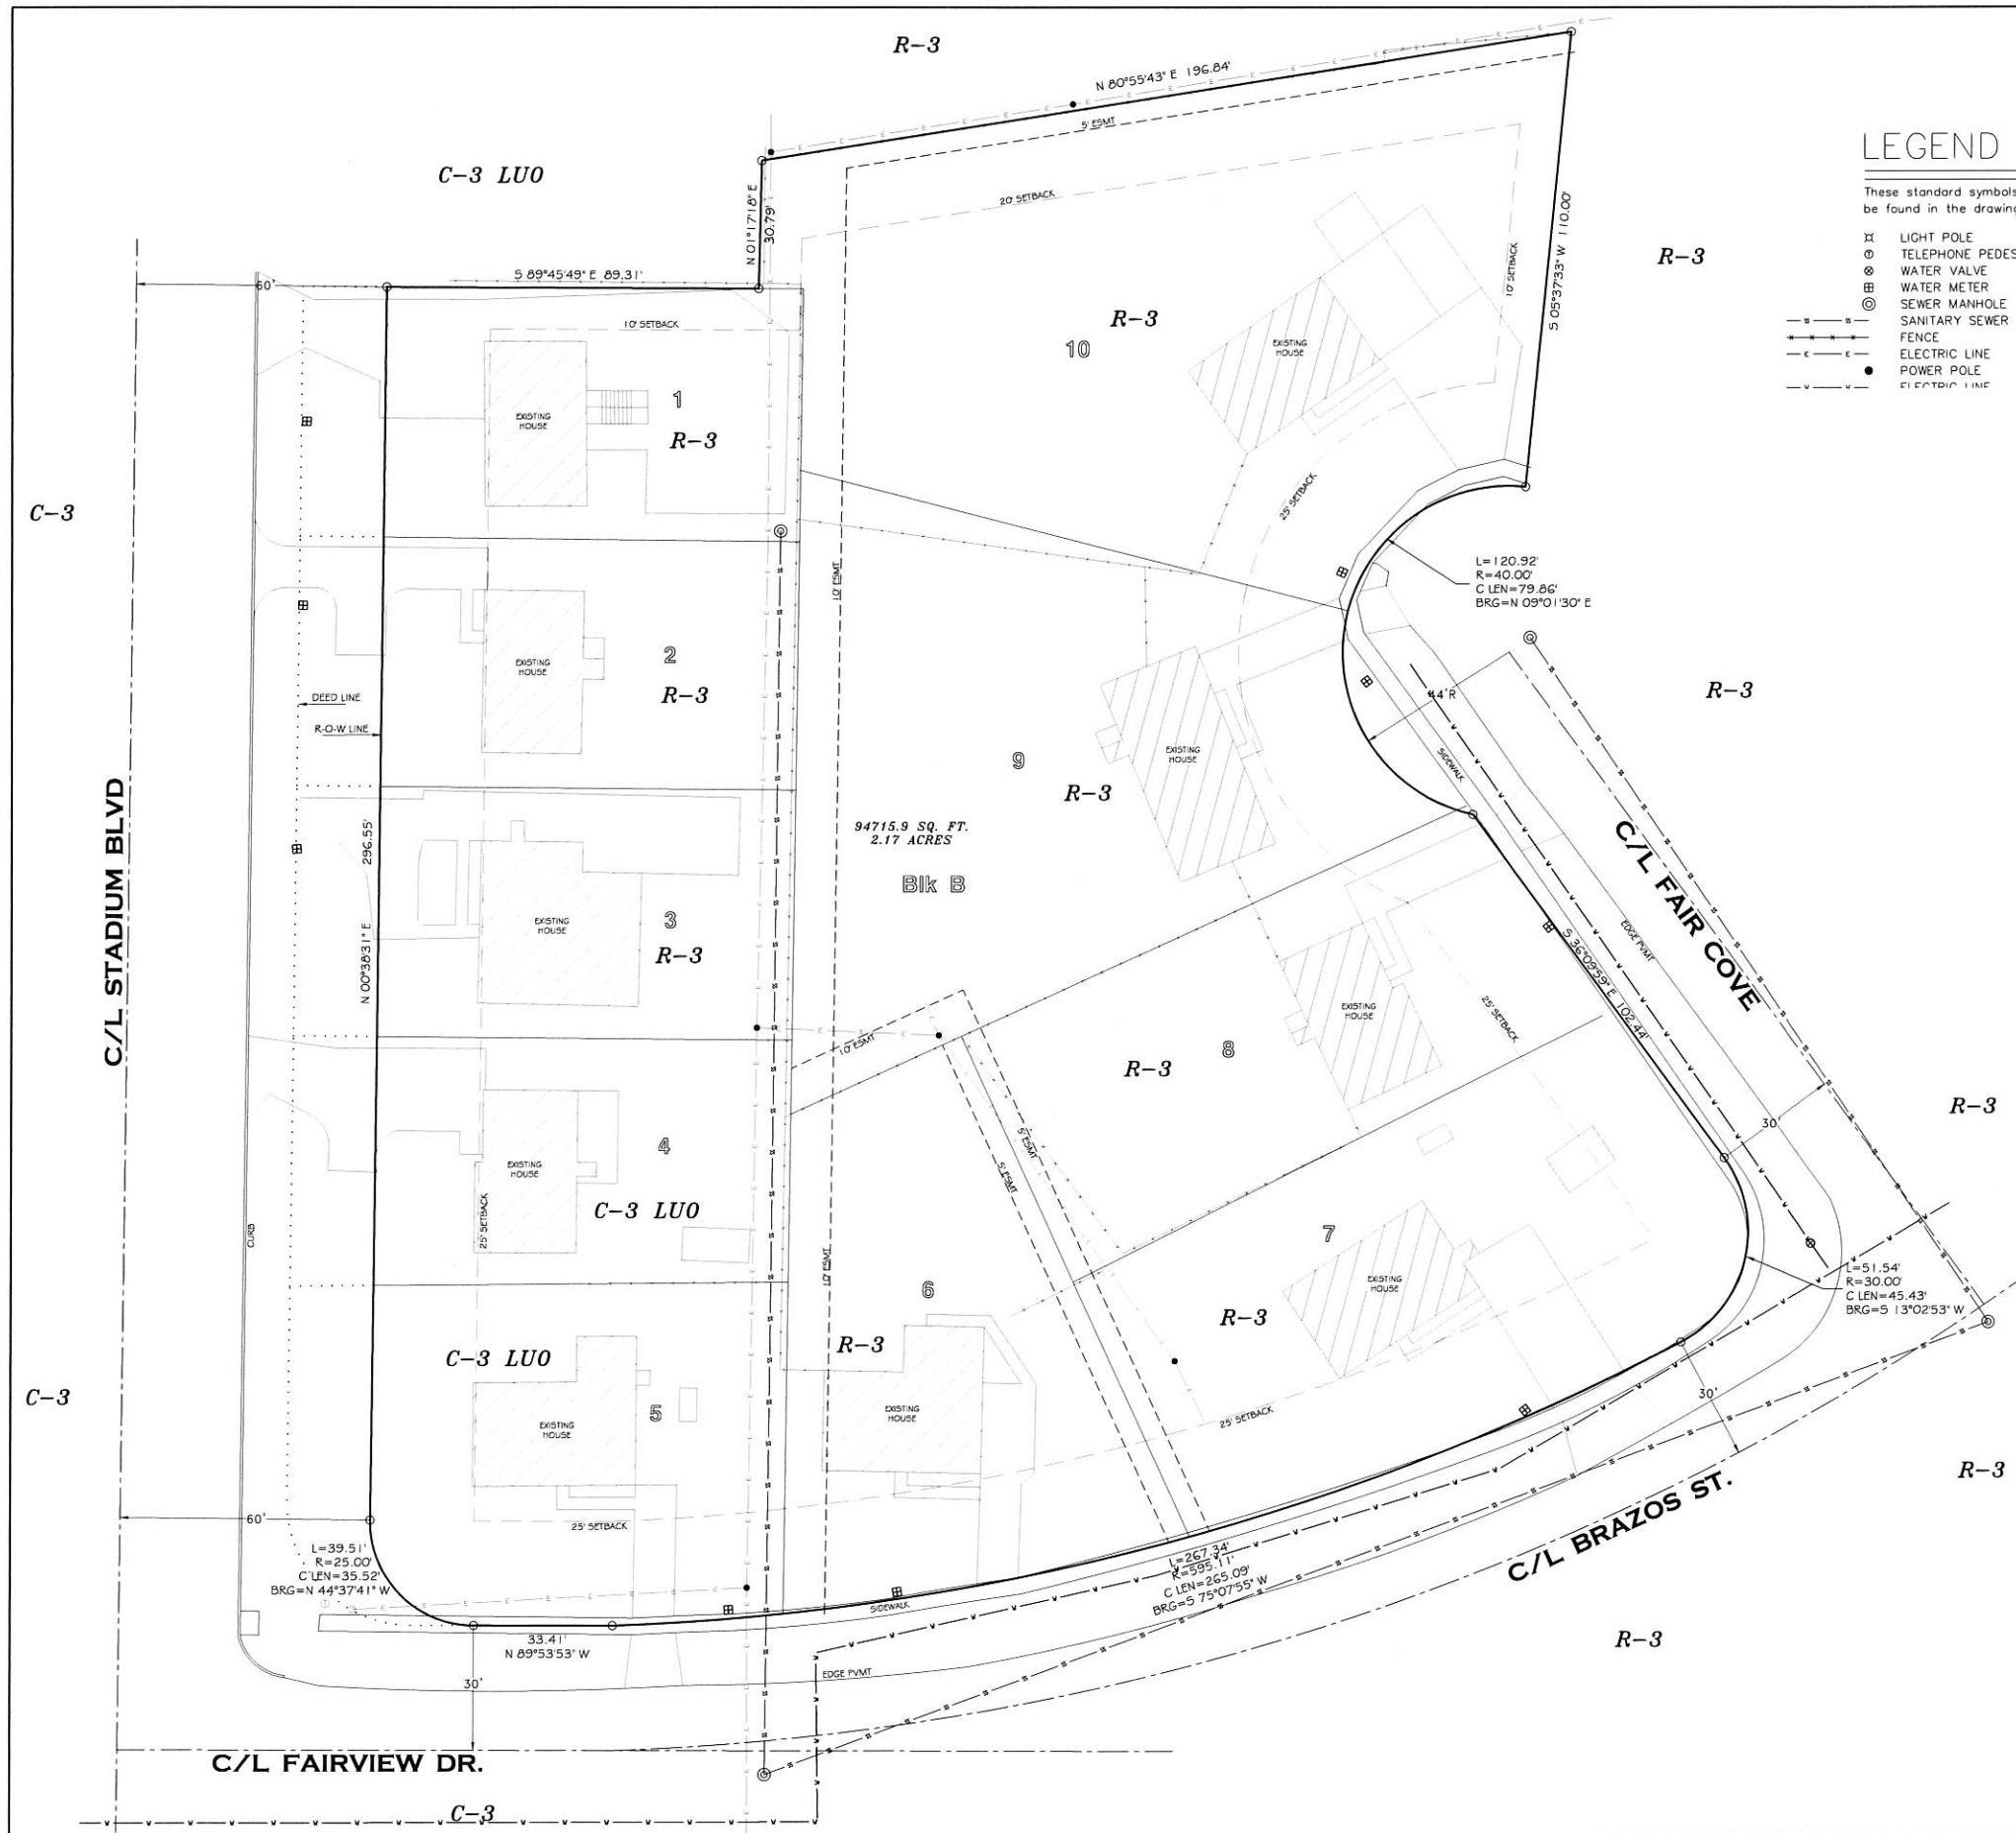 R-3
N 80°55'43" E 196.84'
5' ESMT
C-3 LUO
N 01°17'18" E
30.79'
20' SETBACK
10' SETBACK
S 05°37'33" W 110.00'
R-3
LEGEND
These standard symbols
be found in the drawing
LIGHT POLE
TELEPHONE PEDES
WATER VALVE
WATER METER
SEWER MANHOLE
SANITARY SEWER
FENCE
ELECTRIC LINE
POWER POLE
ELECTRIC LINE
60'
S 89°45'49" E 89.31'
10' SETBACK
1
R-3
EXISTING
HOUSE
R-3
10
EXISTING
HOUSE
C-3
25' SETBACK
10' ESMT
L=120.92'
R=40.00'
C LEN=79.86'
BRG=N 09°01'30" E
2
R-3
EXISTING
HOUSE
DEED LINE
R-O-W LINE
44'R
R-3
9
R-3
EXISTING
HOUSE
SIDEWALK
C/L STADIUM BLVD
296.55'
N 00°38'31" E
94715.9 SQ. FT.
2.17 ACRES
Blk B
3
R-3
EXISTING
HOUSE
C/L FAIR COVE
EDGE PVMT
S 36°09'59" E 102.44'
25' SETBACK
EXISTING
HOUSE
10' ESMT
R-3
8
5' ESMT
5' ESMT
R-3
30'
4
C-3 LUO
EXISTING
HOUSE
25' SETBACK
CURB
10' ESMT
7
R-3
EXISTING
HOUSE
L=51.54'
R=30.00'
C LEN=45.43'
BRG=S 13°02'53" W
6
R-3
EXISTING
HOUSE
C-3 LUO
5
EXISTING
HOUSE
C-3
25' SETBACK
30'
R-3
60'
25' SETBACK
L=39.51'
R=25.00'
C LEN=35.52'
BRG=N 44°37'41" W
C/L BRAZOS ST.
L=267.34'
R=595.11'
C LEN=265.09'
BRG=S 75°07'55" W
SIDEWALK
33.41'
N 89°53'53" W
R-3
EDGE PVMT
30'
C/L FAIRVIEW DR.
C-3